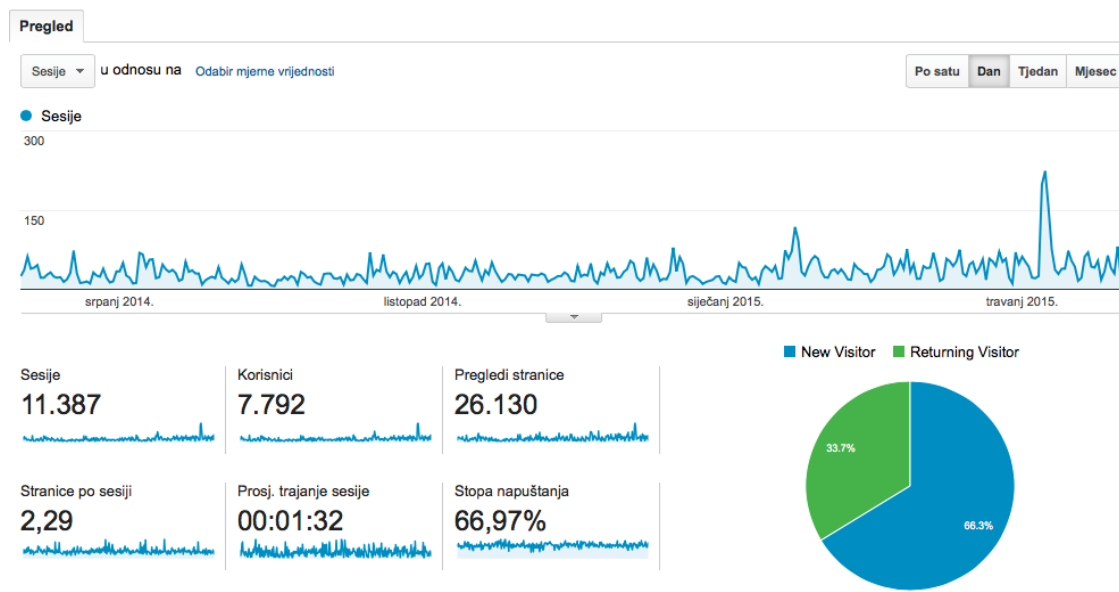 Pregled
Sesije u odnosu na Odabir mjerne vrijednosti Po satu Dan Tjedan Mjesec
Sesije
300
150
srpanj 2014. listopad 2014. siječanj 2015. travanj 2015.
New Visitor Returning Visitor
Sesije Korisnici Pregledi stranice
11.387 7.792 26.130
33.7%
Stranice po sesiji Prosj. trajanje sesije Stopa napuštanja
2,29 00:01:32 66,97%
66.3%